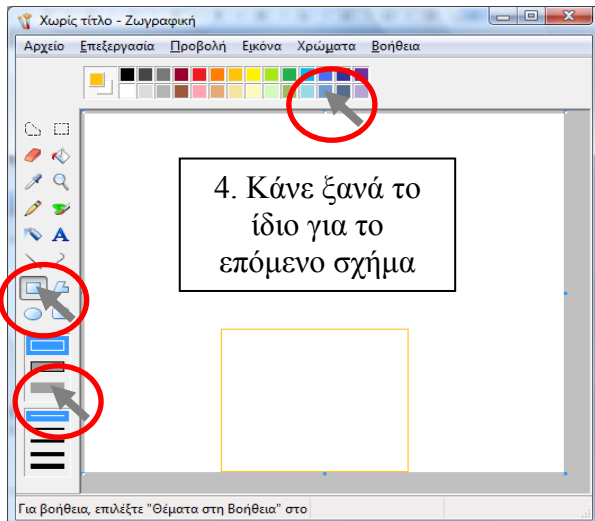 Χωρίς τίτλο - Ζωγραφική
Αρχείο Επεξεργασία Προβολή Εικόνα Χρώματα Βοήθεια
A
4. Κάνε ξανά το
ίδιο για το
επόμενο σχήμα
Για βοήθεια, επιλέξτε "Θέματα στη Βοήθεια" στο